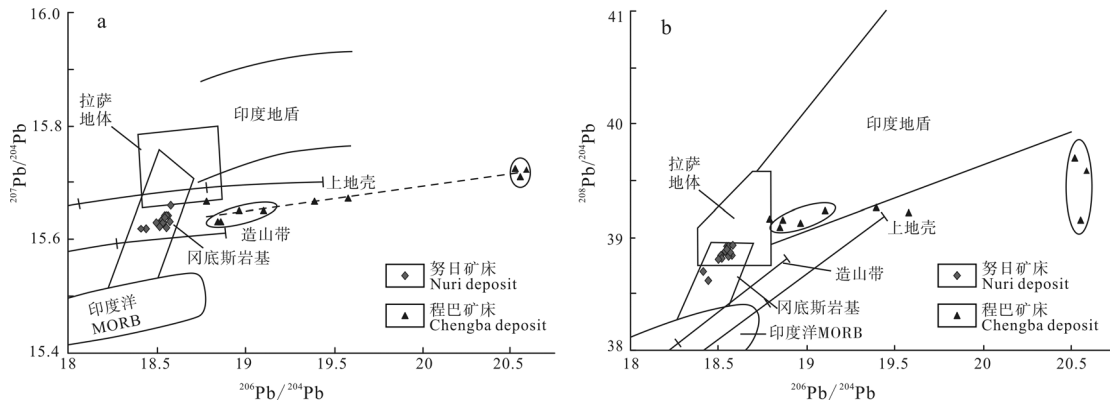 a
16.0
15.8
15.6
15.4
²⁰⁷Pb/²⁰⁴Pb
拉萨
地体
印度地盾
上地壳
造山带
冈底斯岩基
印度洋
MORB
努日矿床
Nuri deposit
程巴矿床
Chengba deposit
18
18.5
19
19.5
20
20.5
²⁰⁶Pb/²⁰⁴Pb
b
41
40
39
38
²⁰⁸Pb/²⁰⁴Pb
印度地盾
拉萨
地体
上地壳
造山带
冈底斯岩基
印度洋MORB
努日矿床
Nuri deposit
程巴矿床
Chengba deposit
18
18.5
19
19.5
20
20.5
²⁰⁶Pb/²⁰⁴Pb